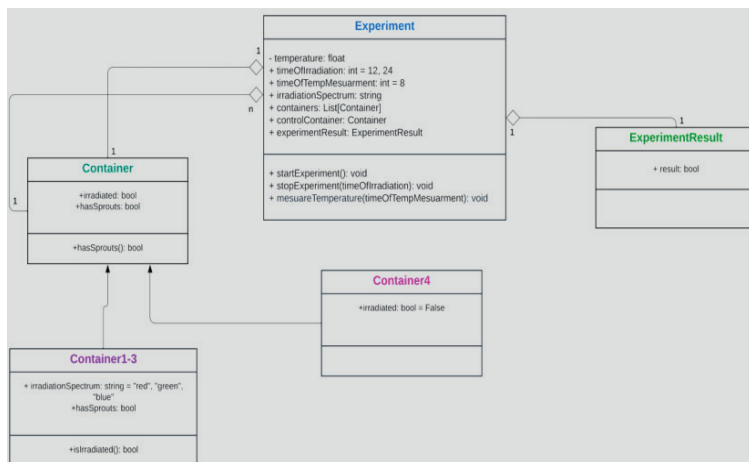 Experiment
- temperature: float
+ timeOfIrradiation: int = 12, 24
+ timeOfTempMesuarment: int = 8
+ irradiationSpectrum: string
+ containers: List[Container]
+ controlContainer: Container
+ experimentResult: ExperimentResult
+ startExperiment(): void
+ stopExperiment(timeOfIrradiation): void
+ mesuareTemperature(timeOfTempMesuarment): void
1
n
1
1
1
1
ExperimentResult
+ result: bool
Container
+irradiated: bool
+hasSprouts: bool
+hasSprouts(): bool
Container4
+irradiated: bool = False
Container1-3
+ irradiationSpectrum: string = "red", "green",
"blue"
+hasSprouts: bool
+isIrradiated(): bool